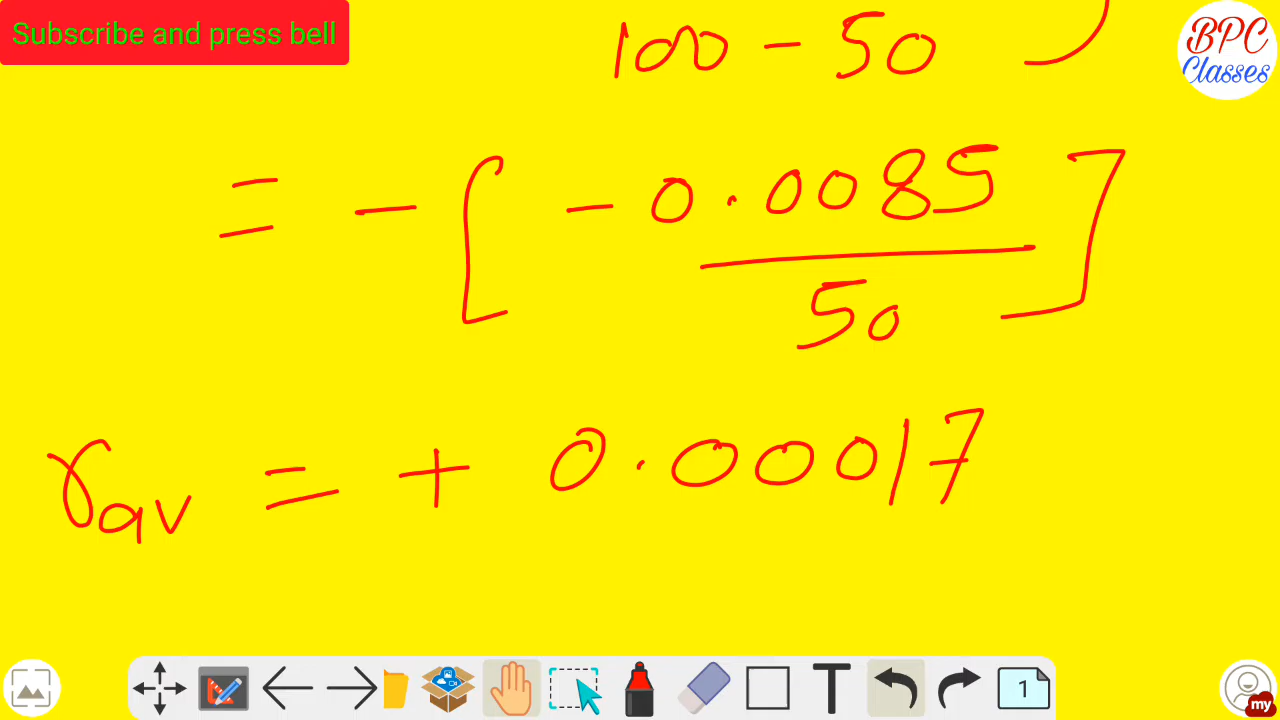 Subscribe and press bell
BPC
Classes
100 - 50 )
= - [ - 0.0085 ]
50
rav = + 0.00017
T
1
my